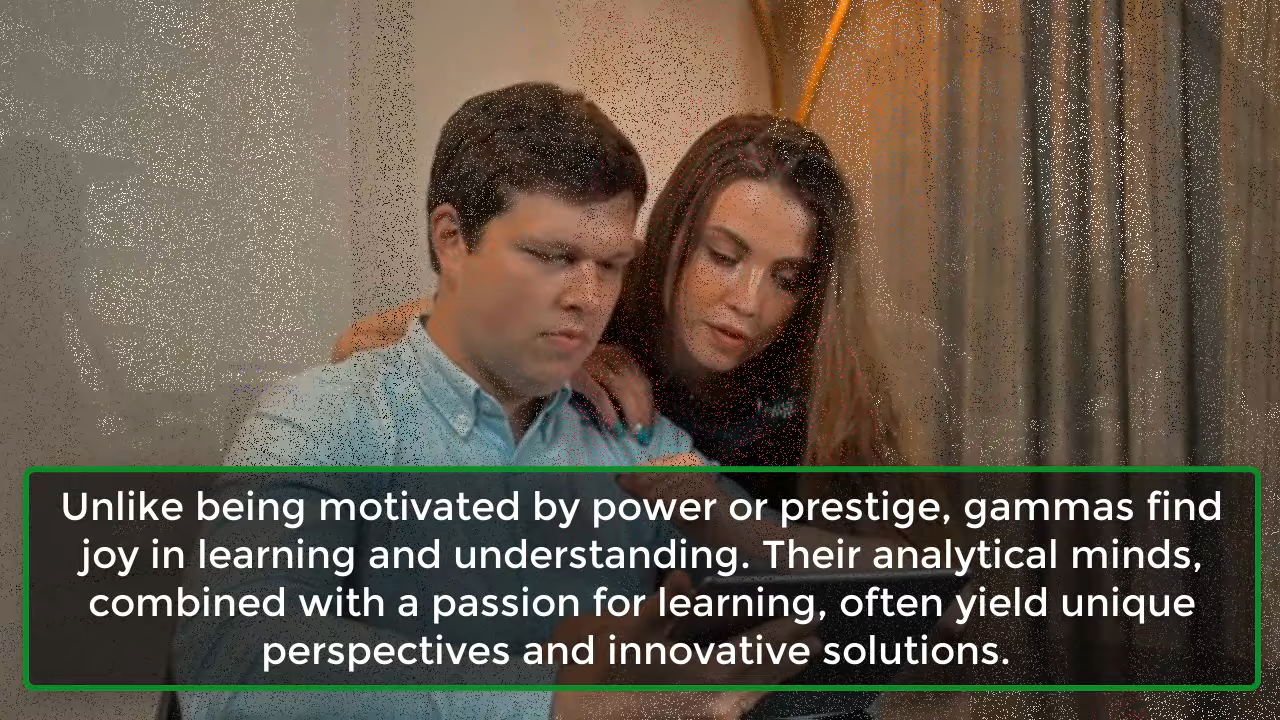 Unlike being motivated by power or prestige, gammas find
joy in learning and understanding. Their analytical minds,
combined with a passion for learning, often yield unique
perspectives and innovative solutions.